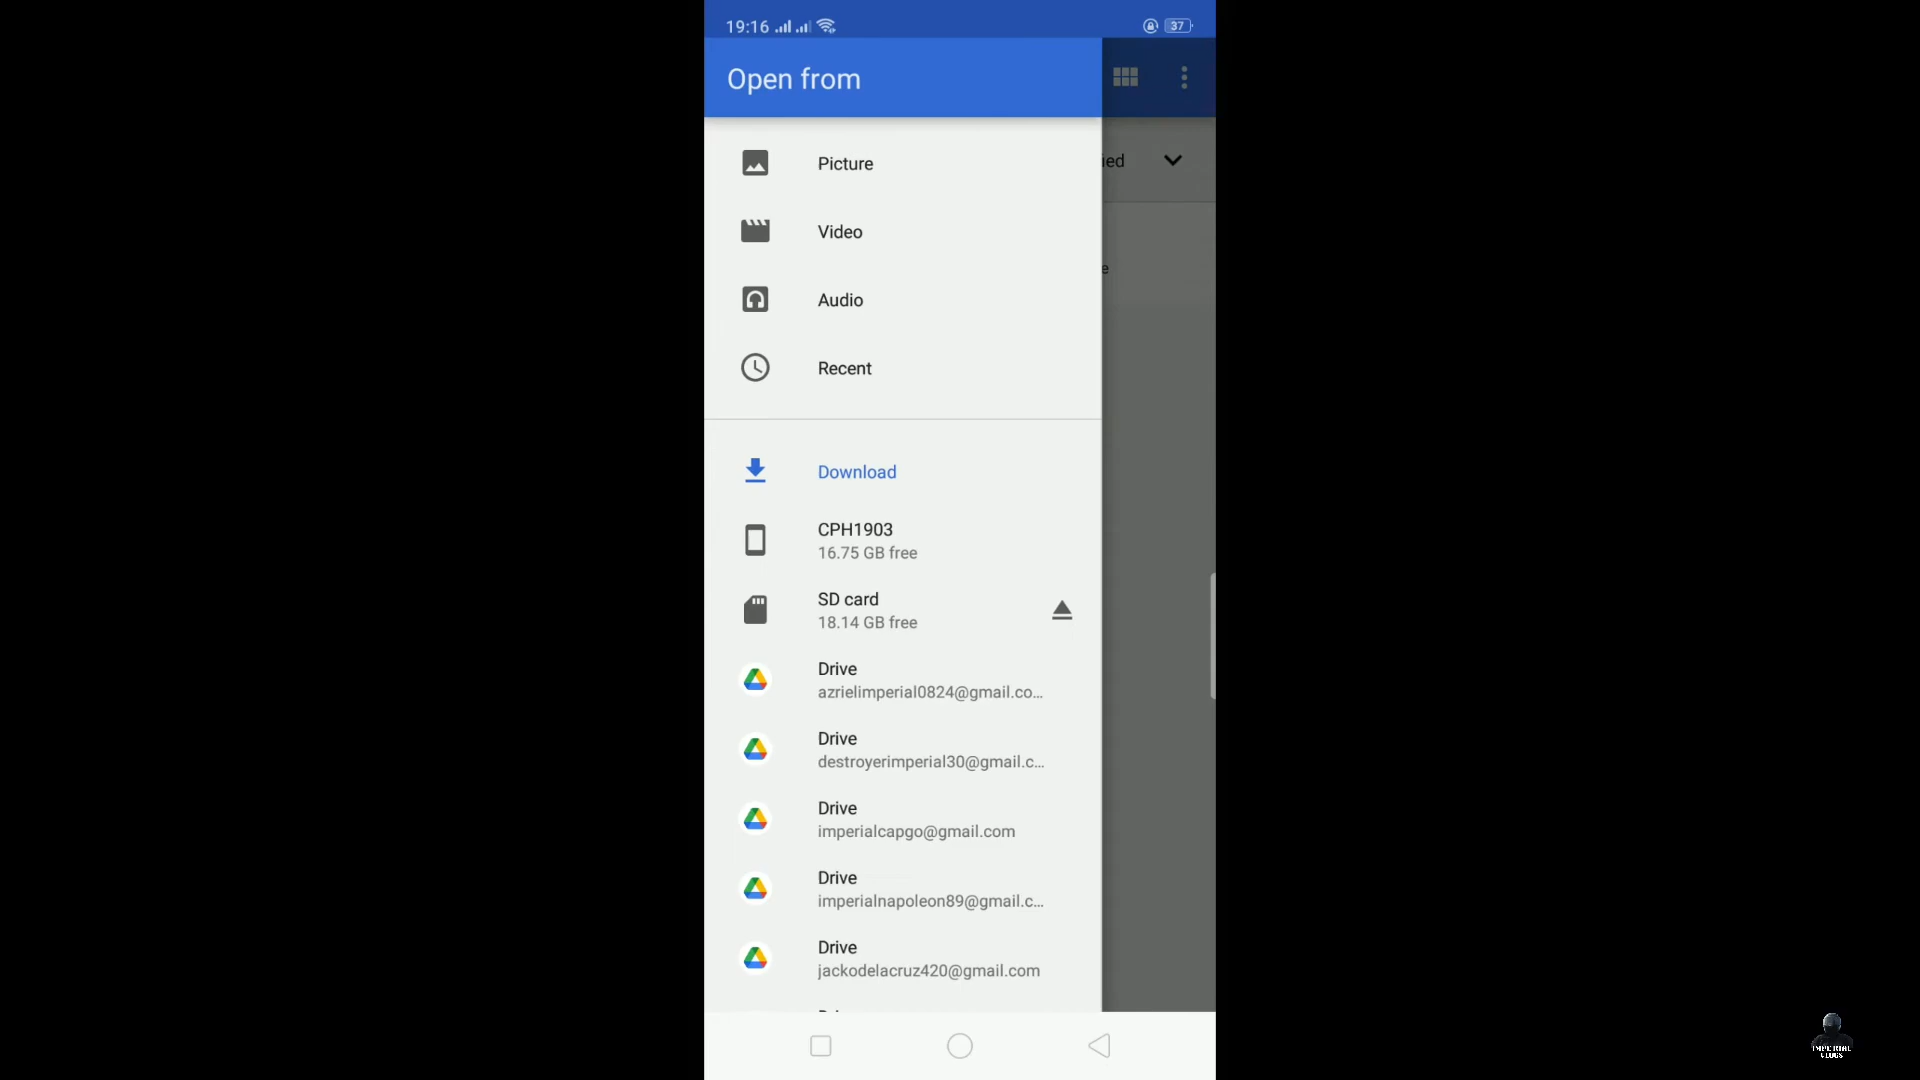 19:16
37
Open from
ied
Picture
Video
e
Audio
Recent
Download
CPH1903
16.75 GB free
SD card
18.14 GB free
Drive
azrielimperial0824@gmail.co...
Drive
destroyerimperial30@gmail.c...
Drive
imperialcapgo@gmail.com
Drive
imperialnapoleon89@gmail.c...
Drive
jackodelacruz420@gmail.com
IMPERIAL
VLOGS